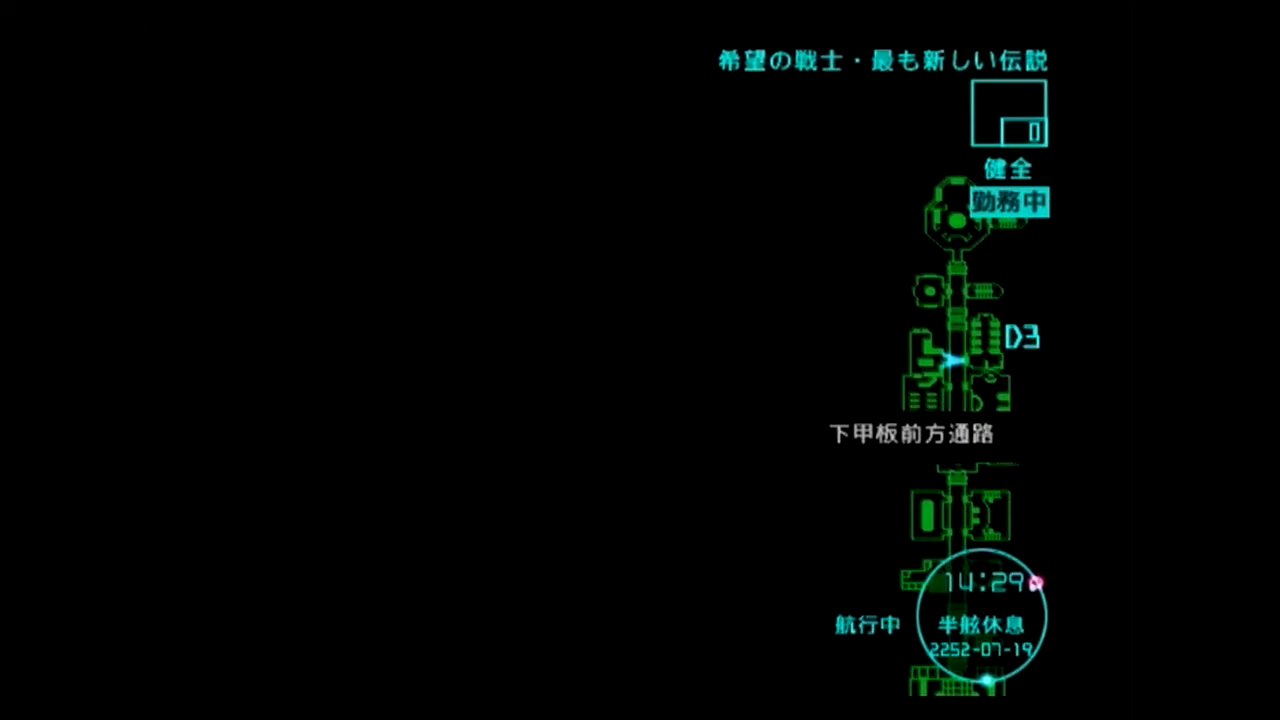 希望の戦士・最も新しい伝説
0
健全
勤務中
D3
下甲板前方通路
14:29
航行中
半舷休息
2252-07-19